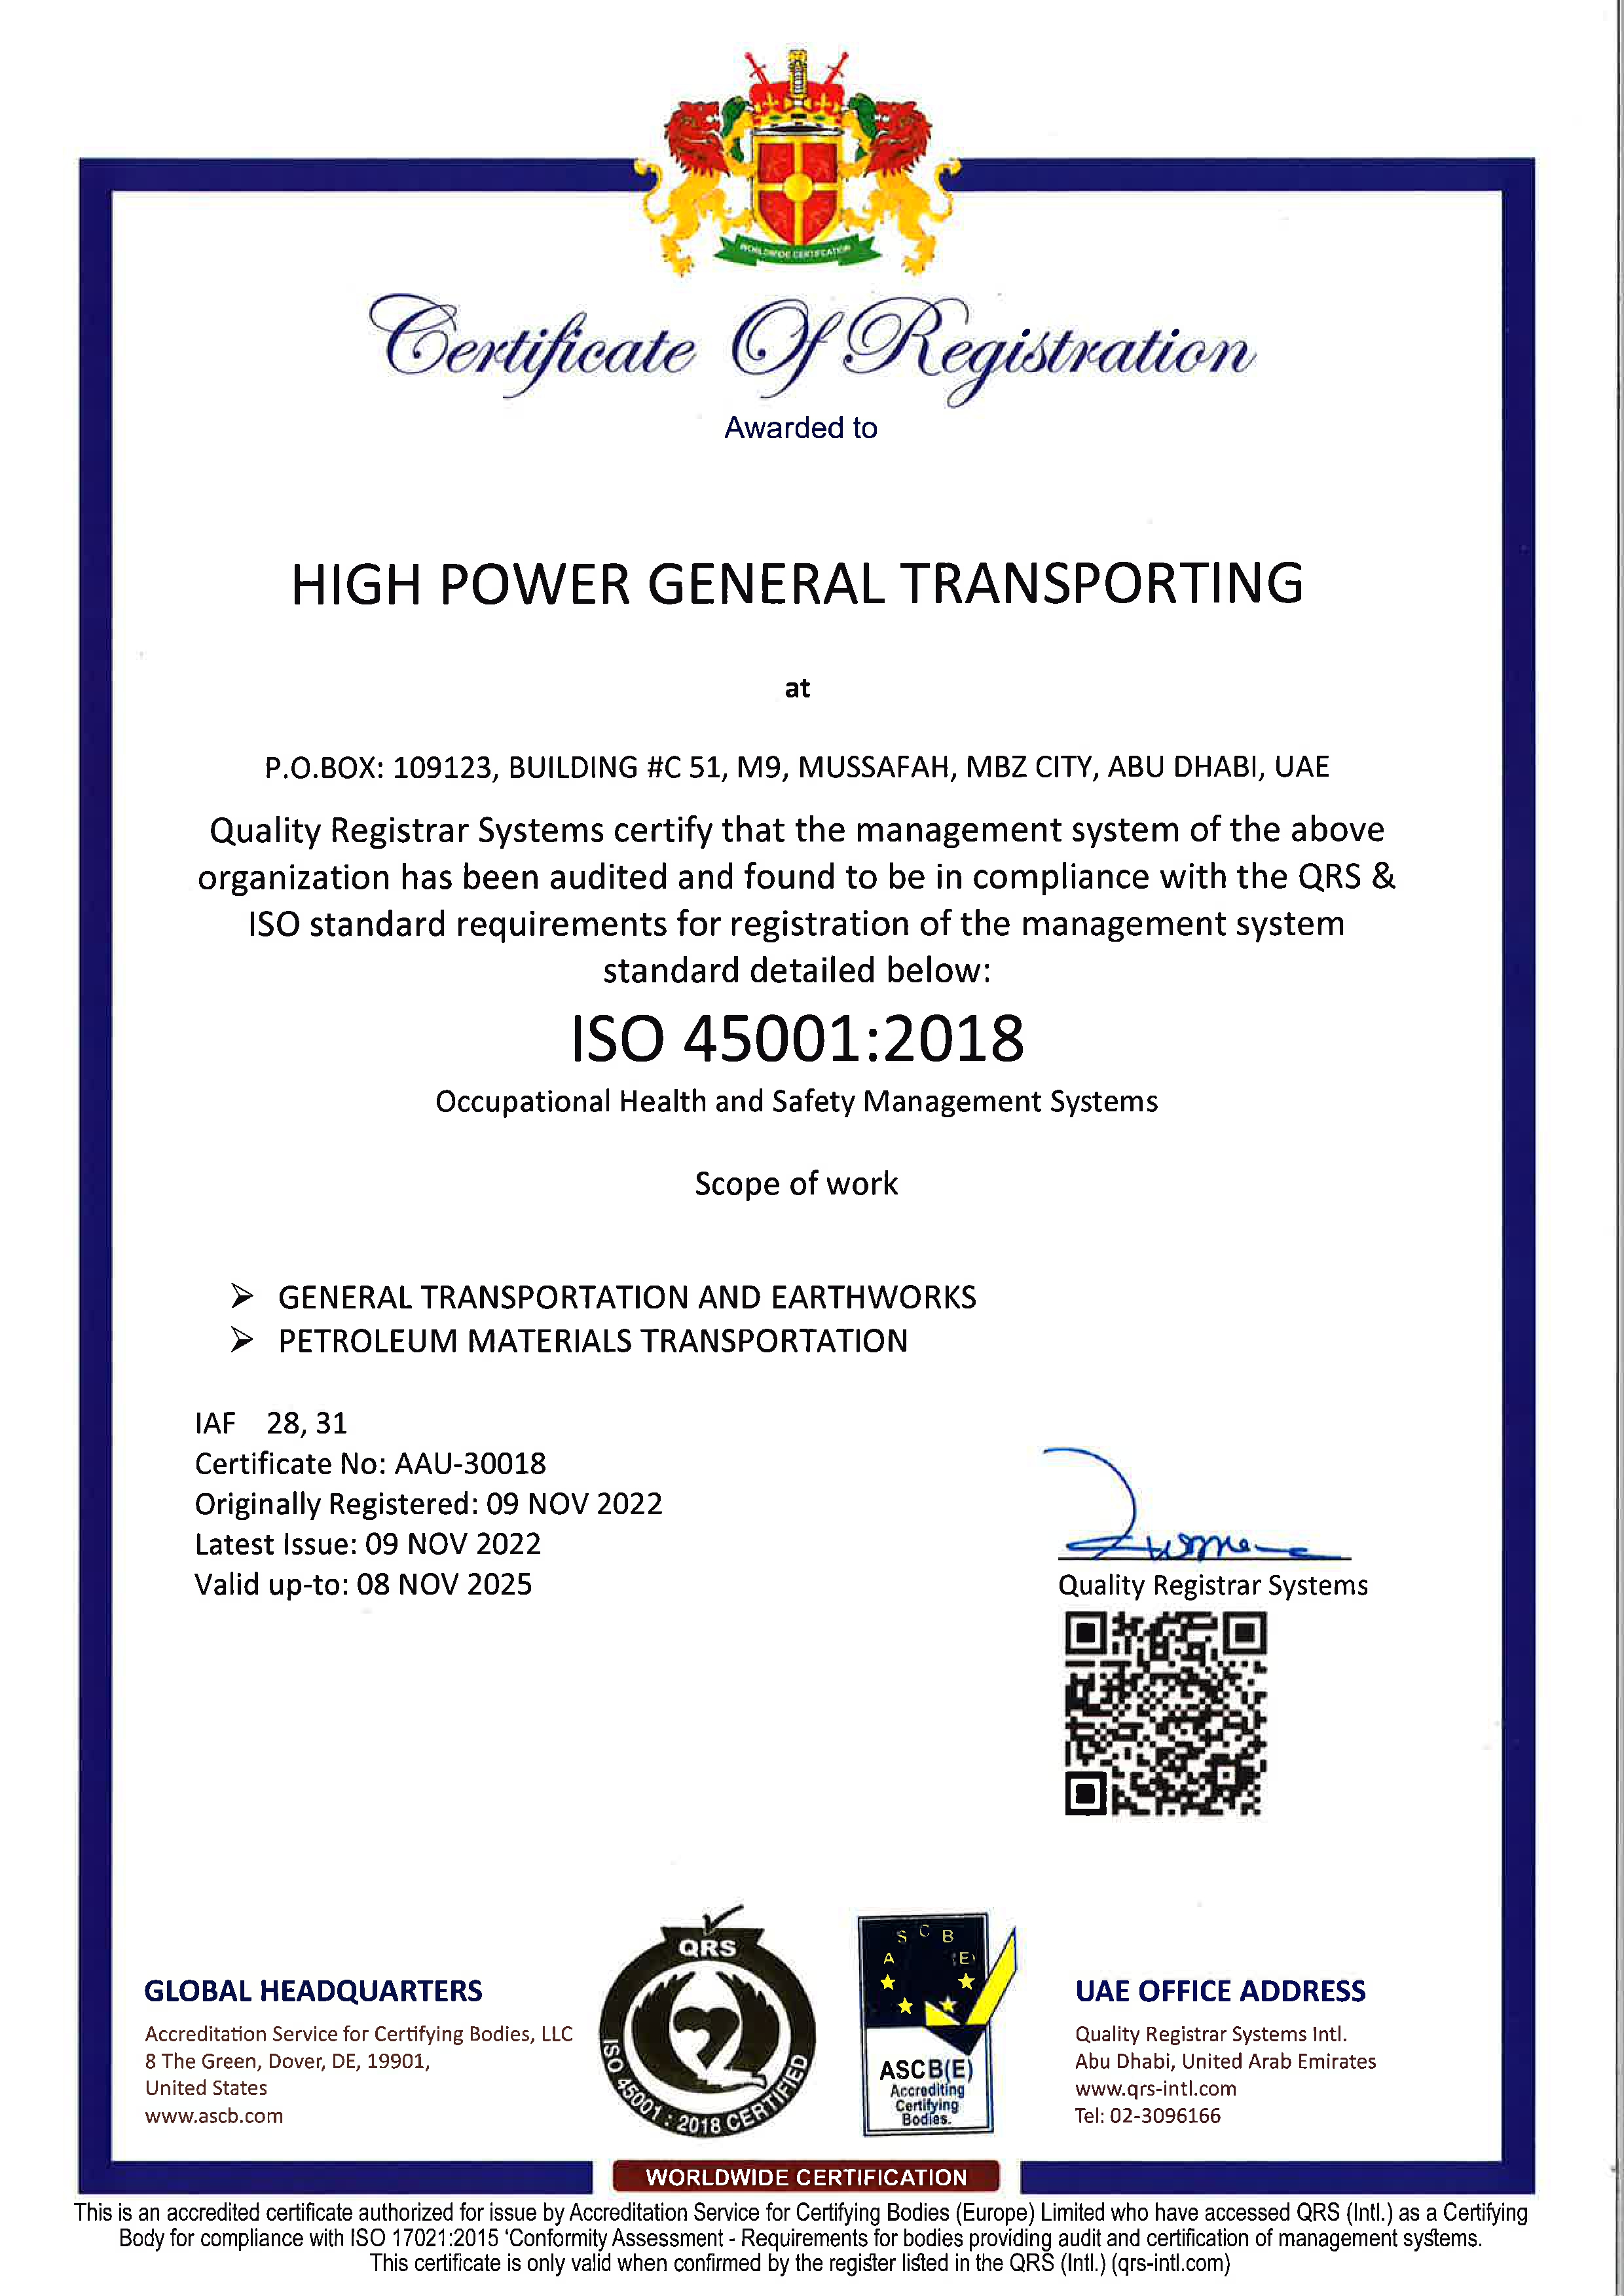 WORLDWIDE CERTIFICATION
Certificate Of Registration
Awarded to
HIGH POWER GENERAL TRANSPORTING
at
P.O.BOX: 109123, BUILDING #C 51, M9, MUSSAFAH, MBZ CITY, ABU DHABI, UAE
Quality Registrar Systems certify that the management system of the above
organization has been audited and found to be in compliance with the QRS &
ISO standard requirements for registration of the management system
standard detailed below:
ISO 45001:2018
Occupational Health and Safety Management Systems
Scope of work
➢ GENERAL TRANSPORTATION AND EARTHWORKS
➢ PETROLEUM MATERIALS TRANSPORTATION
IAF 28, 31
Certificate No: AAU-30018
Originally Registered: 09 NOV 2022
Latest Issue: 09 NOV 2022
Valid up-to: 08 NOV 2025
Quality Registrar Systems
GLOBAL HEADQUARTERS
Accreditation Service for Certifying Bodies, LLC
8 The Green, Dover, DE, 19901,
United States
www.ascb.com
QRS
ISO 45001 : 2018 CERTIFIED
A S C B (E)
ASCB(E)
Accrediting
Certifying
Bodies.
UAE OFFICE ADDRESS
Quality Registrar Systems Intl.
Abu Dhabi, United Arab Emirates
www.qrs-intl.com
Tel: 02-3096166
WORLDWIDE CERTIFICATION
This is an accredited certificate authorized for issue by Accreditation Service for Certifying Bodies (Europe) Limited who have accessed QRS (Intl.) as a Certifying
Body for compliance with ISO 17021:2015 'Conformity Assessment - Requirements for bodies providing audit and certification of management systems.
This certificate is only valid when confirmed by the register listed in the QRS (Intl.) (qrs-intl.com)